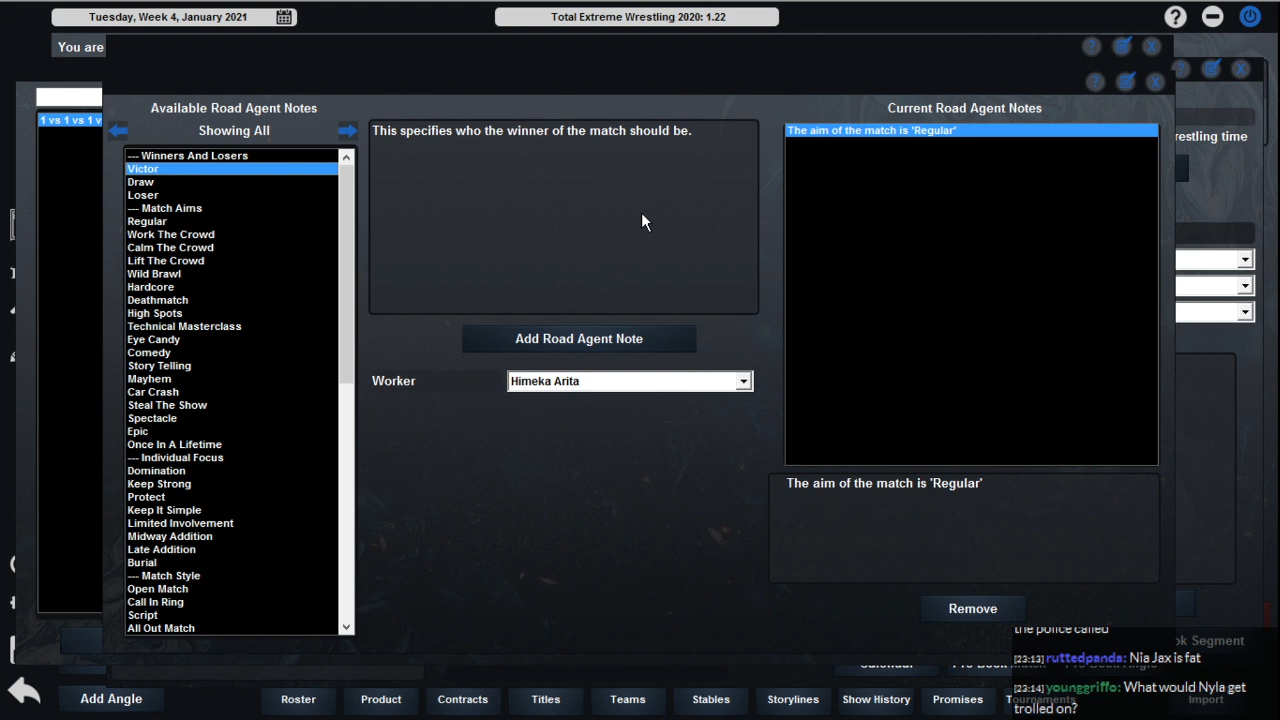 Tuesday, Week 4, January 2021
Total Extreme Wrestling 2020: 1.22
You are
Available Road Agent Notes
Showing All
Current Road Agent Notes
1 vs 1 vs 1 v
--- Winners And Losers
Victor
Draw
Loser
--- Match Aims
Regular
Work The Crowd
Calm The Crowd
Lift The Crowd
Wild Brawl
Hardcore
Deathmatch
High Spots
Technical Masterclass
Eye Candy
Comedy
Story Telling
Mayhem
Car Crash
Steal The Show
Spectacle
Epic
Once In A Lifetime
--- Individual Focus
Domination
Keep Strong
Protect
Keep It Simple
Limited Involvement
Midway Addition
Late Addition
Burial
--- Match Style
Open Match
Call In Ring
Script
All Out Match
This specifies who the winner of the match should be.
Add Road Agent Note
Worker
Himeka Arita
The aim of the match is 'Regular'
restling time
The aim of the match is 'Regular'
Remove
ok Segment
the police called
[23:13] ruttedpanda: Nia Jax is fat
[23:14] younggriffo: What would Nyla get
trolled on?
Add Angle
Roster
Product
Contracts
Titles
Teams
Stables
Storylines
Show History
Promises
Import